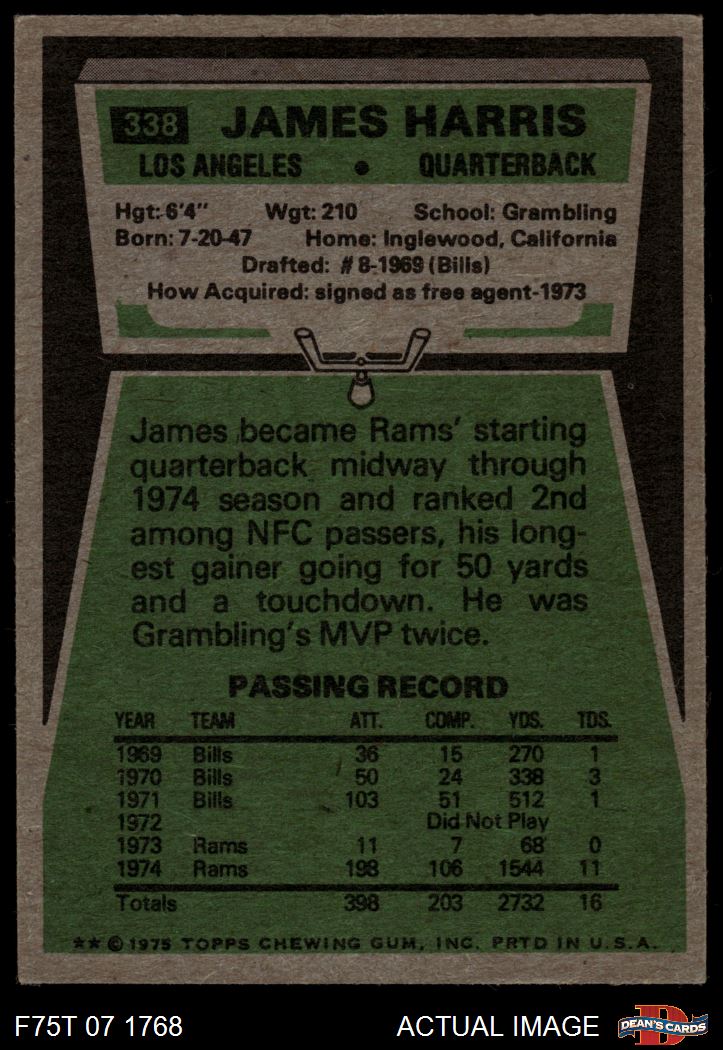 338 JAMES HARRIS
LOS ANGELES • QUARTERBACK
Hgt: 6'4" Wgt: 210 School: Grambling
Born: 7-20-47 Home: Inglewood, California
Drafted: #8-1969 (Bills)
How Acquired: signed as free agent-1973
James became Rams' starting
quarterback midway through
1974 season and ranked 2nd
among NFC passers, his long-
est gainer going for 50 yards
and a touchdown. He was
Grambling's MVP twice.
PASSING RECORD
YEAR TEAM ATT. COMP. YDS. TDS.
1969 Bills 36 15 270 1
1970 Bills 50 24 338 3
1971 Bills 103 51 512 1
1972 Did Not Play
1973 Rams 11 7 68 0
1974 Rams 198 106 1544 11
Totals 398 203 2732 16
** © 1975 TOPPS CHEWING GUM, INC. PRTD IN U.S.A.
F75T 07 1768 ACTUAL IMAGE D DEAN'S CARDS